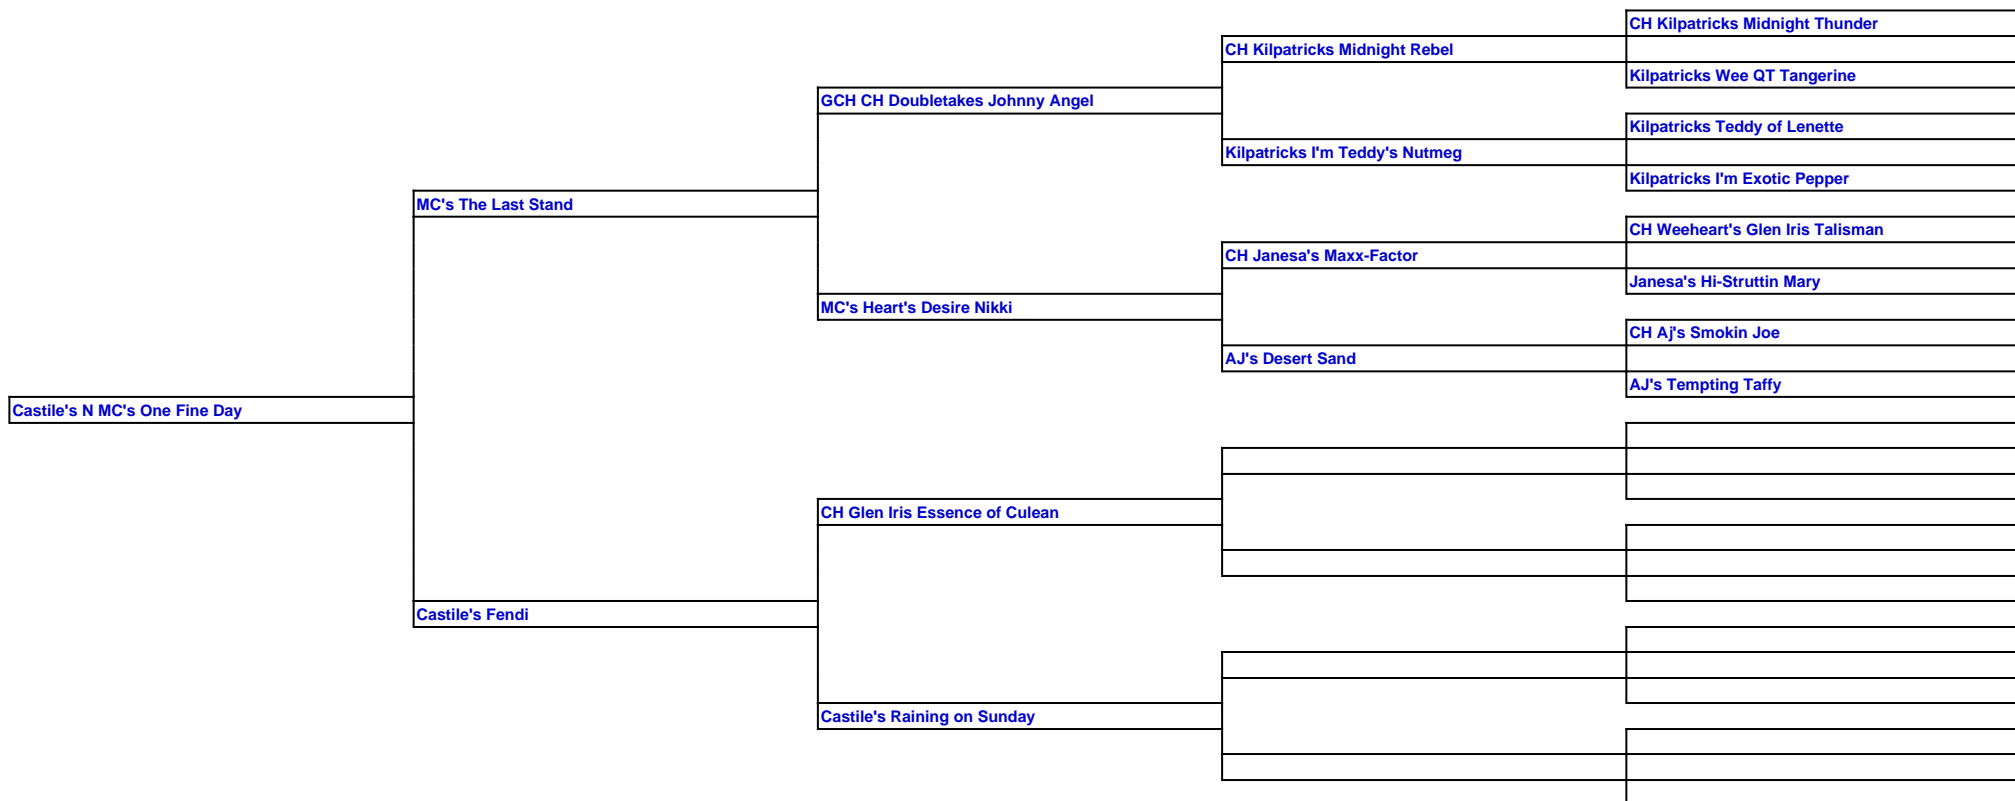 CH Kilpatricks Midnight Thunder
CH Kilpatricks Midnight Rebel
Kilpatricks Wee QT Tangerine
GCH CH Doubletakes Johnny Angel
Kilpatricks Teddy of Lenette
Kilpatricks I'm Teddy's Nutmeg
Kilpatricks I'm Exotic Pepper
MC's The Last Stand
CH Weeheart's Glen Iris Talisman
CH Janesa's Maxx-Factor
Janesa's Hi-Struttin Mary
MC's Heart's Desire Nikki
CH Aj's Smokin Joe
AJ's Desert Sand
AJ's Tempting Taffy
Castile's N MC's One Fine Day
CH Glen Iris Essence of Culean
Castile's Fendi
Castile's Raining on Sunday